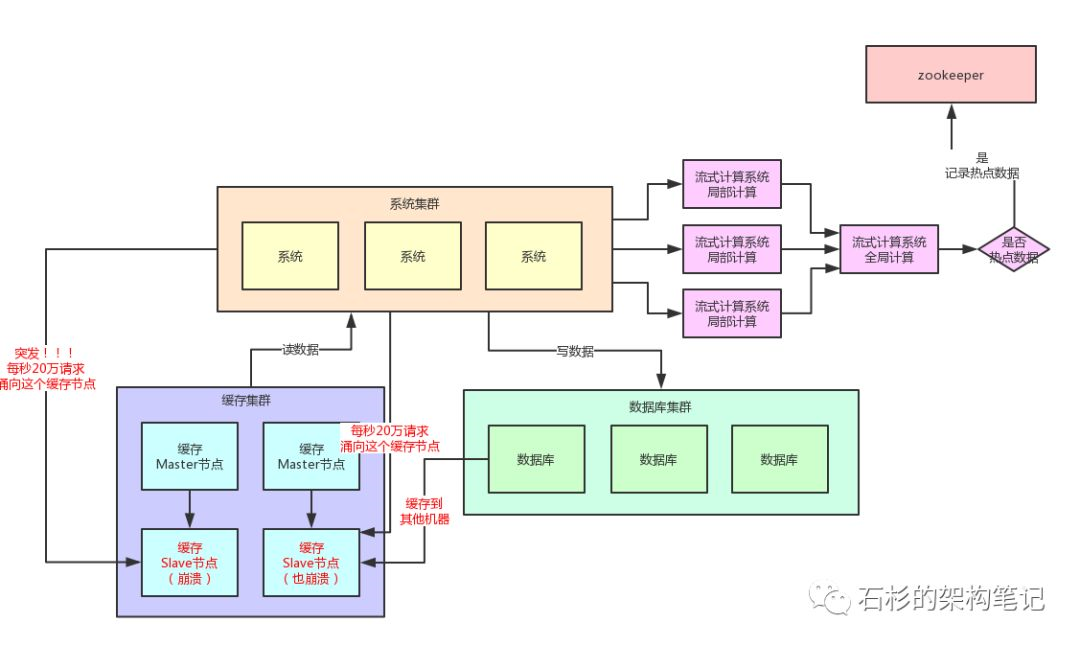 zookeeper
是
记录热点数据
流式计算系统
局部计算
系统集群
系统
系统
系统
流式计算系统
局部计算
流式计算系统
全局计算
是否
热点数据
流式计算系统
局部计算
突发！！！
每秒20万请求
涌向这个缓存节点
读数据
写数据
缓存集群
数据库集群
缓存
Master节点
缓存
Master节点
每秒20万请求
涌向这个缓存节点
数据库
数据库
数据库
缓存到
其他机器
缓存
Slave节点
（崩溃）
缓存
Slave节点
（也崩溃）
石杉的架构笔记